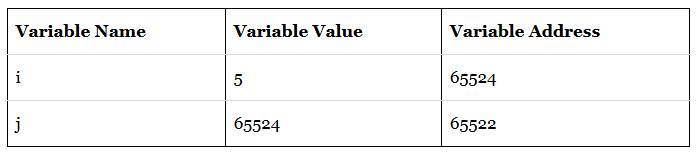 Variable Name Variable Value Variable Address
i 5 65524
j 65524 65522